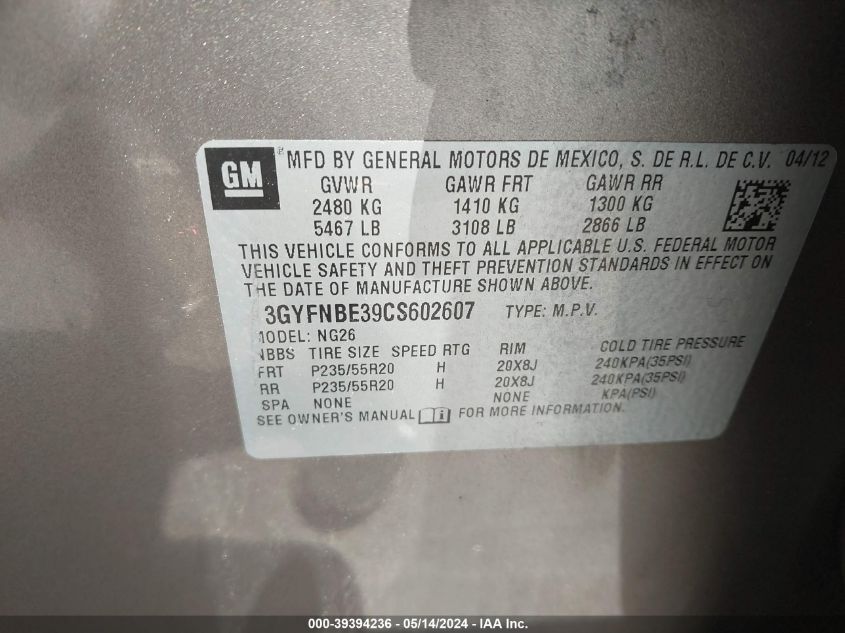 GM MFD BY GENERAL MOTORS DE MEXICO, S. DE R.L. DE C.V. 04/12
GVWR GAWR FRT GAWR RR
2480 KG 1410 KG 1300 KG
5467 LB 3108 LB 2866 LB
THIS VEHICLE CONFORMS TO ALL APPLICABLE U.S. FEDERAL MOTOR
VEHICLE SAFETY AND THEFT PREVENTION STANDARDS IN EFFECT ON
THE DATE OF MANUFACTURE SHOWN ABOVE.
3GYFNBE39CS602607 TYPE: M.P.V.
MODEL: NG26
NBBS TIRE SIZE SPEED RTG RIM COLD TIRE PRESSURE
FRT P235/55R20 H 20X8J 240KPA(35PSI)
RR P235/55R20 H 20X8J 240KPA(35PSI)
SPA NONE NONE KPA(PSI)
SEE OWNER'S MANUAL FOR MORE INFORMATION.
000-39394236 - 05/14/2024 - IAA Inc.